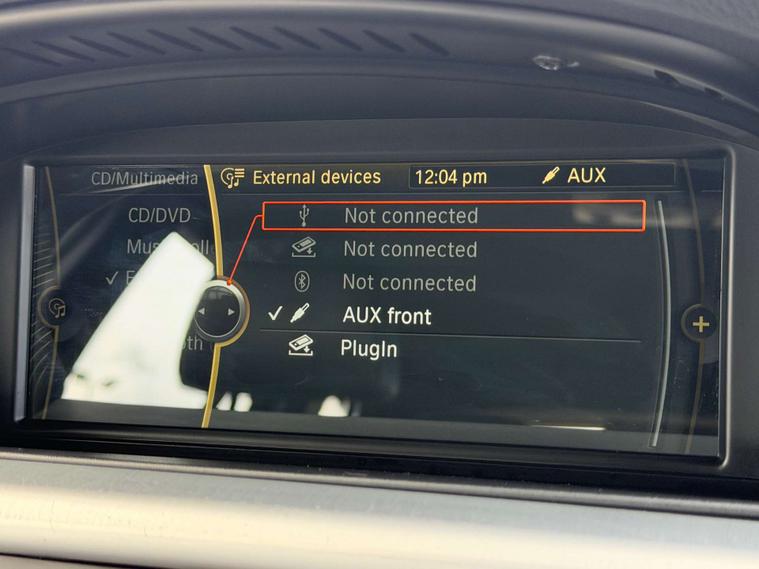 CD/Multimedia
External devices
12:04 pm
AUX
CD/DVD
Not connected
Not connected
Not connected
AUX front
PlugIn